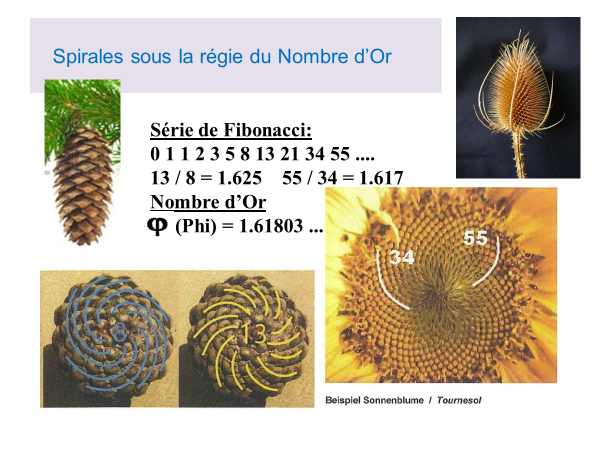 Spirales sous la régie du Nombre d'Or
Série de Fibonacci:
0 1 1 2 3 5 8 13 21 34 55 ....
13 / 8 = 1.625 55 / 34 = 1.617
Nombre d'Or
φ (Phi) = 1.61803 ...
34
55
8
13
Beispiel Sonnenblume / Tournesol